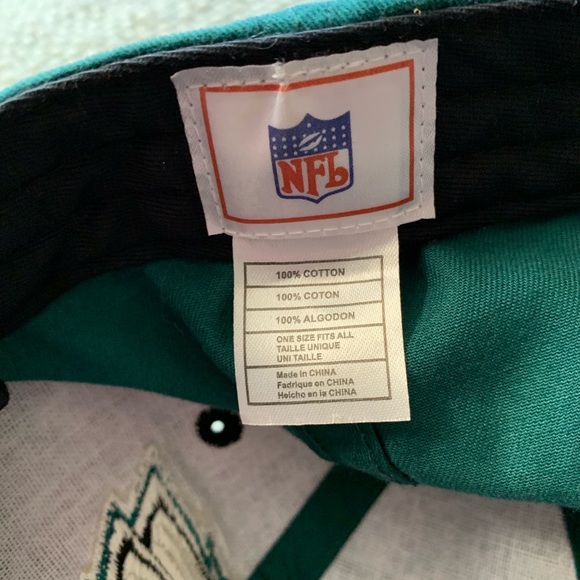 NFL
100% COTTON
100% COTON
100% ALGODON
ONE SIZE FITS ALL
TAILLE UNIQUE
UNI TAILLE
Made in CHINA
Fadrique en CHINA
Heicho en la CHINA